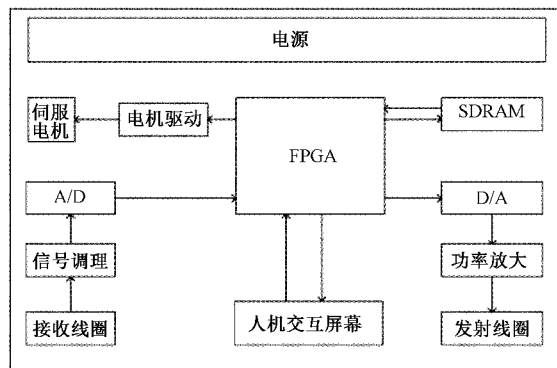 电源
伺服
电机
电机驱动
FPGA
SDRAM
A/D
D/A
信号调理
功率放大
接收线圈
人机交互屏幕
发射线圈